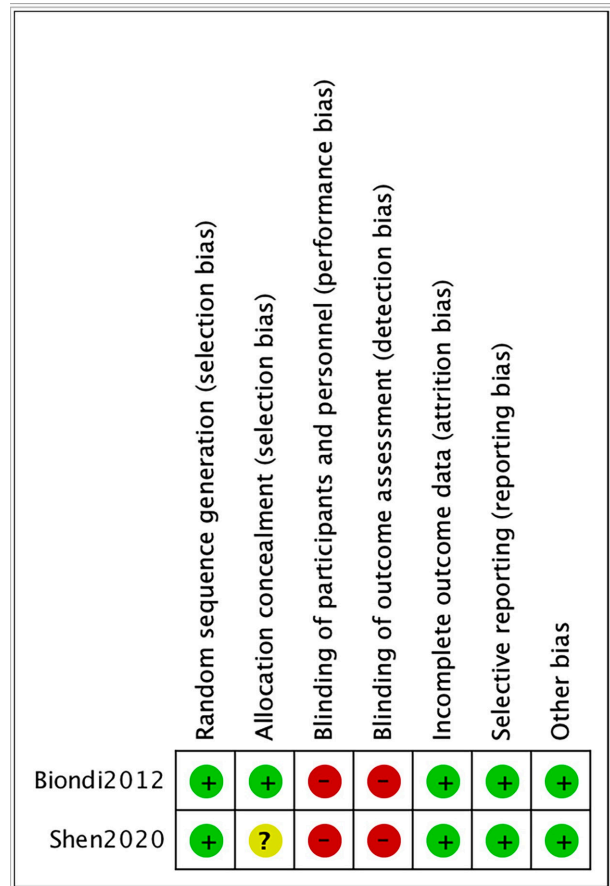 Random sequence generation (selection bias)
Allocation concealment (selection bias)
Blinding of participants and personnel (performance bias)
Blinding of outcome assessment (detection bias)
Incomplete outcome data (attrition bias)
Selective reporting (reporting bias)
Other bias
Biondi2012 + + - - + + +
Shen2020 + ? - - + + +